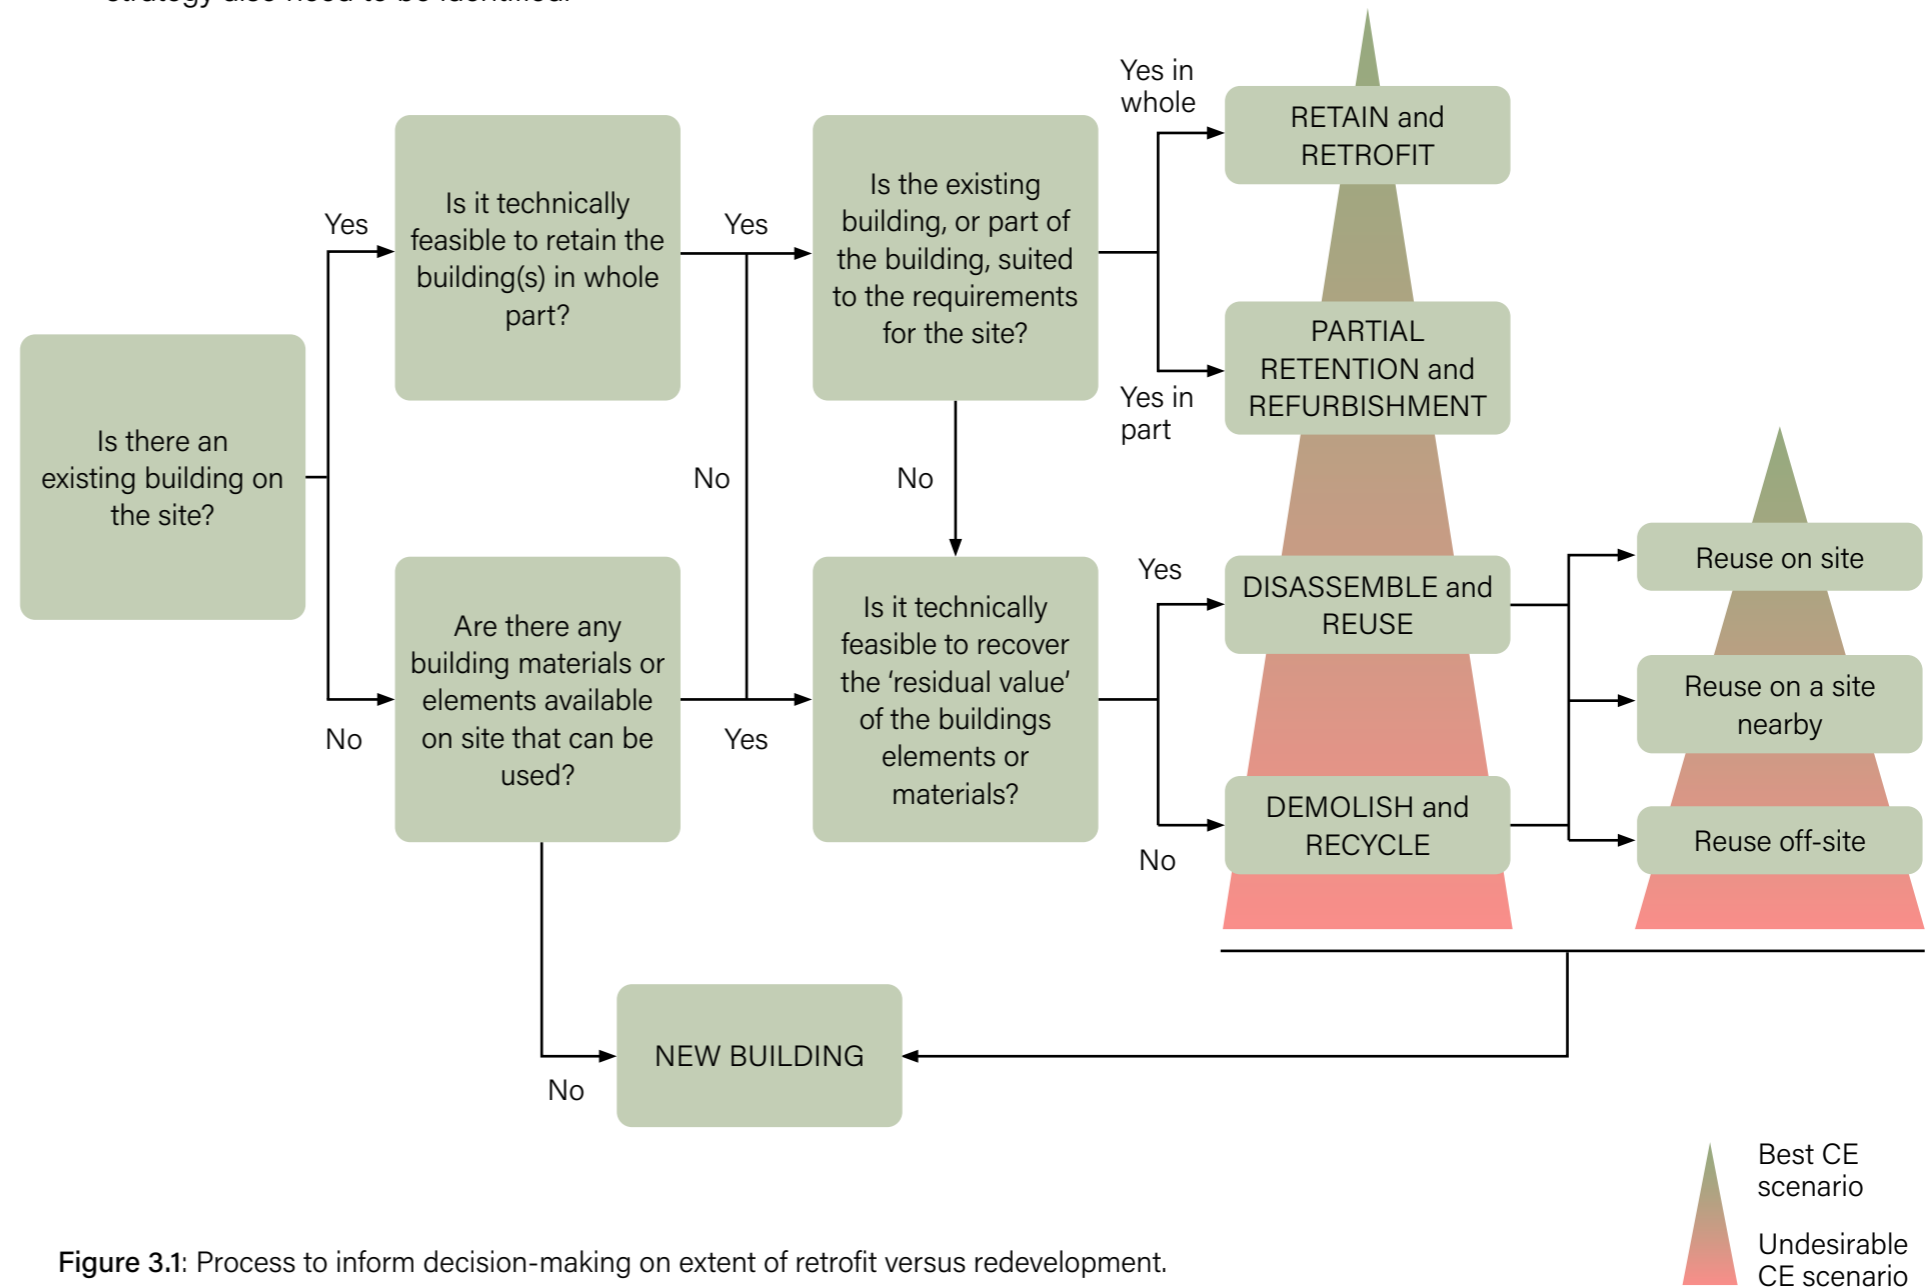 strategy also need to be identified.
Is there an
existing building on
the site?
Yes
No
Is it technically
feasible to retain the
building(s) in whole
part?
Are there any
building materials or
elements available
on site that can be
used?
Yes
No
Yes
No
Is the existing
building, or part of
the building, suited
to the requirements
for the site?
No
Is it technically
feasible to recover
the ‘residual value’
of the buildings
elements or
materials?
Yes in
whole
Yes in
part
Yes
No
RETAIN and
RETROFIT
PARTIAL
RETENTION and
REFURBISHMENT
DISASSEMBLE and
REUSE
DEMOLISH and
RECYCLE
Reuse on site
Reuse on a site
nearby
Reuse off-site
NEW BUILDING
Best CE
scenario
Undesirable
CE scenario
Figure 3.1: Process to inform decision-making on extent of retrofit versus redevelopment.